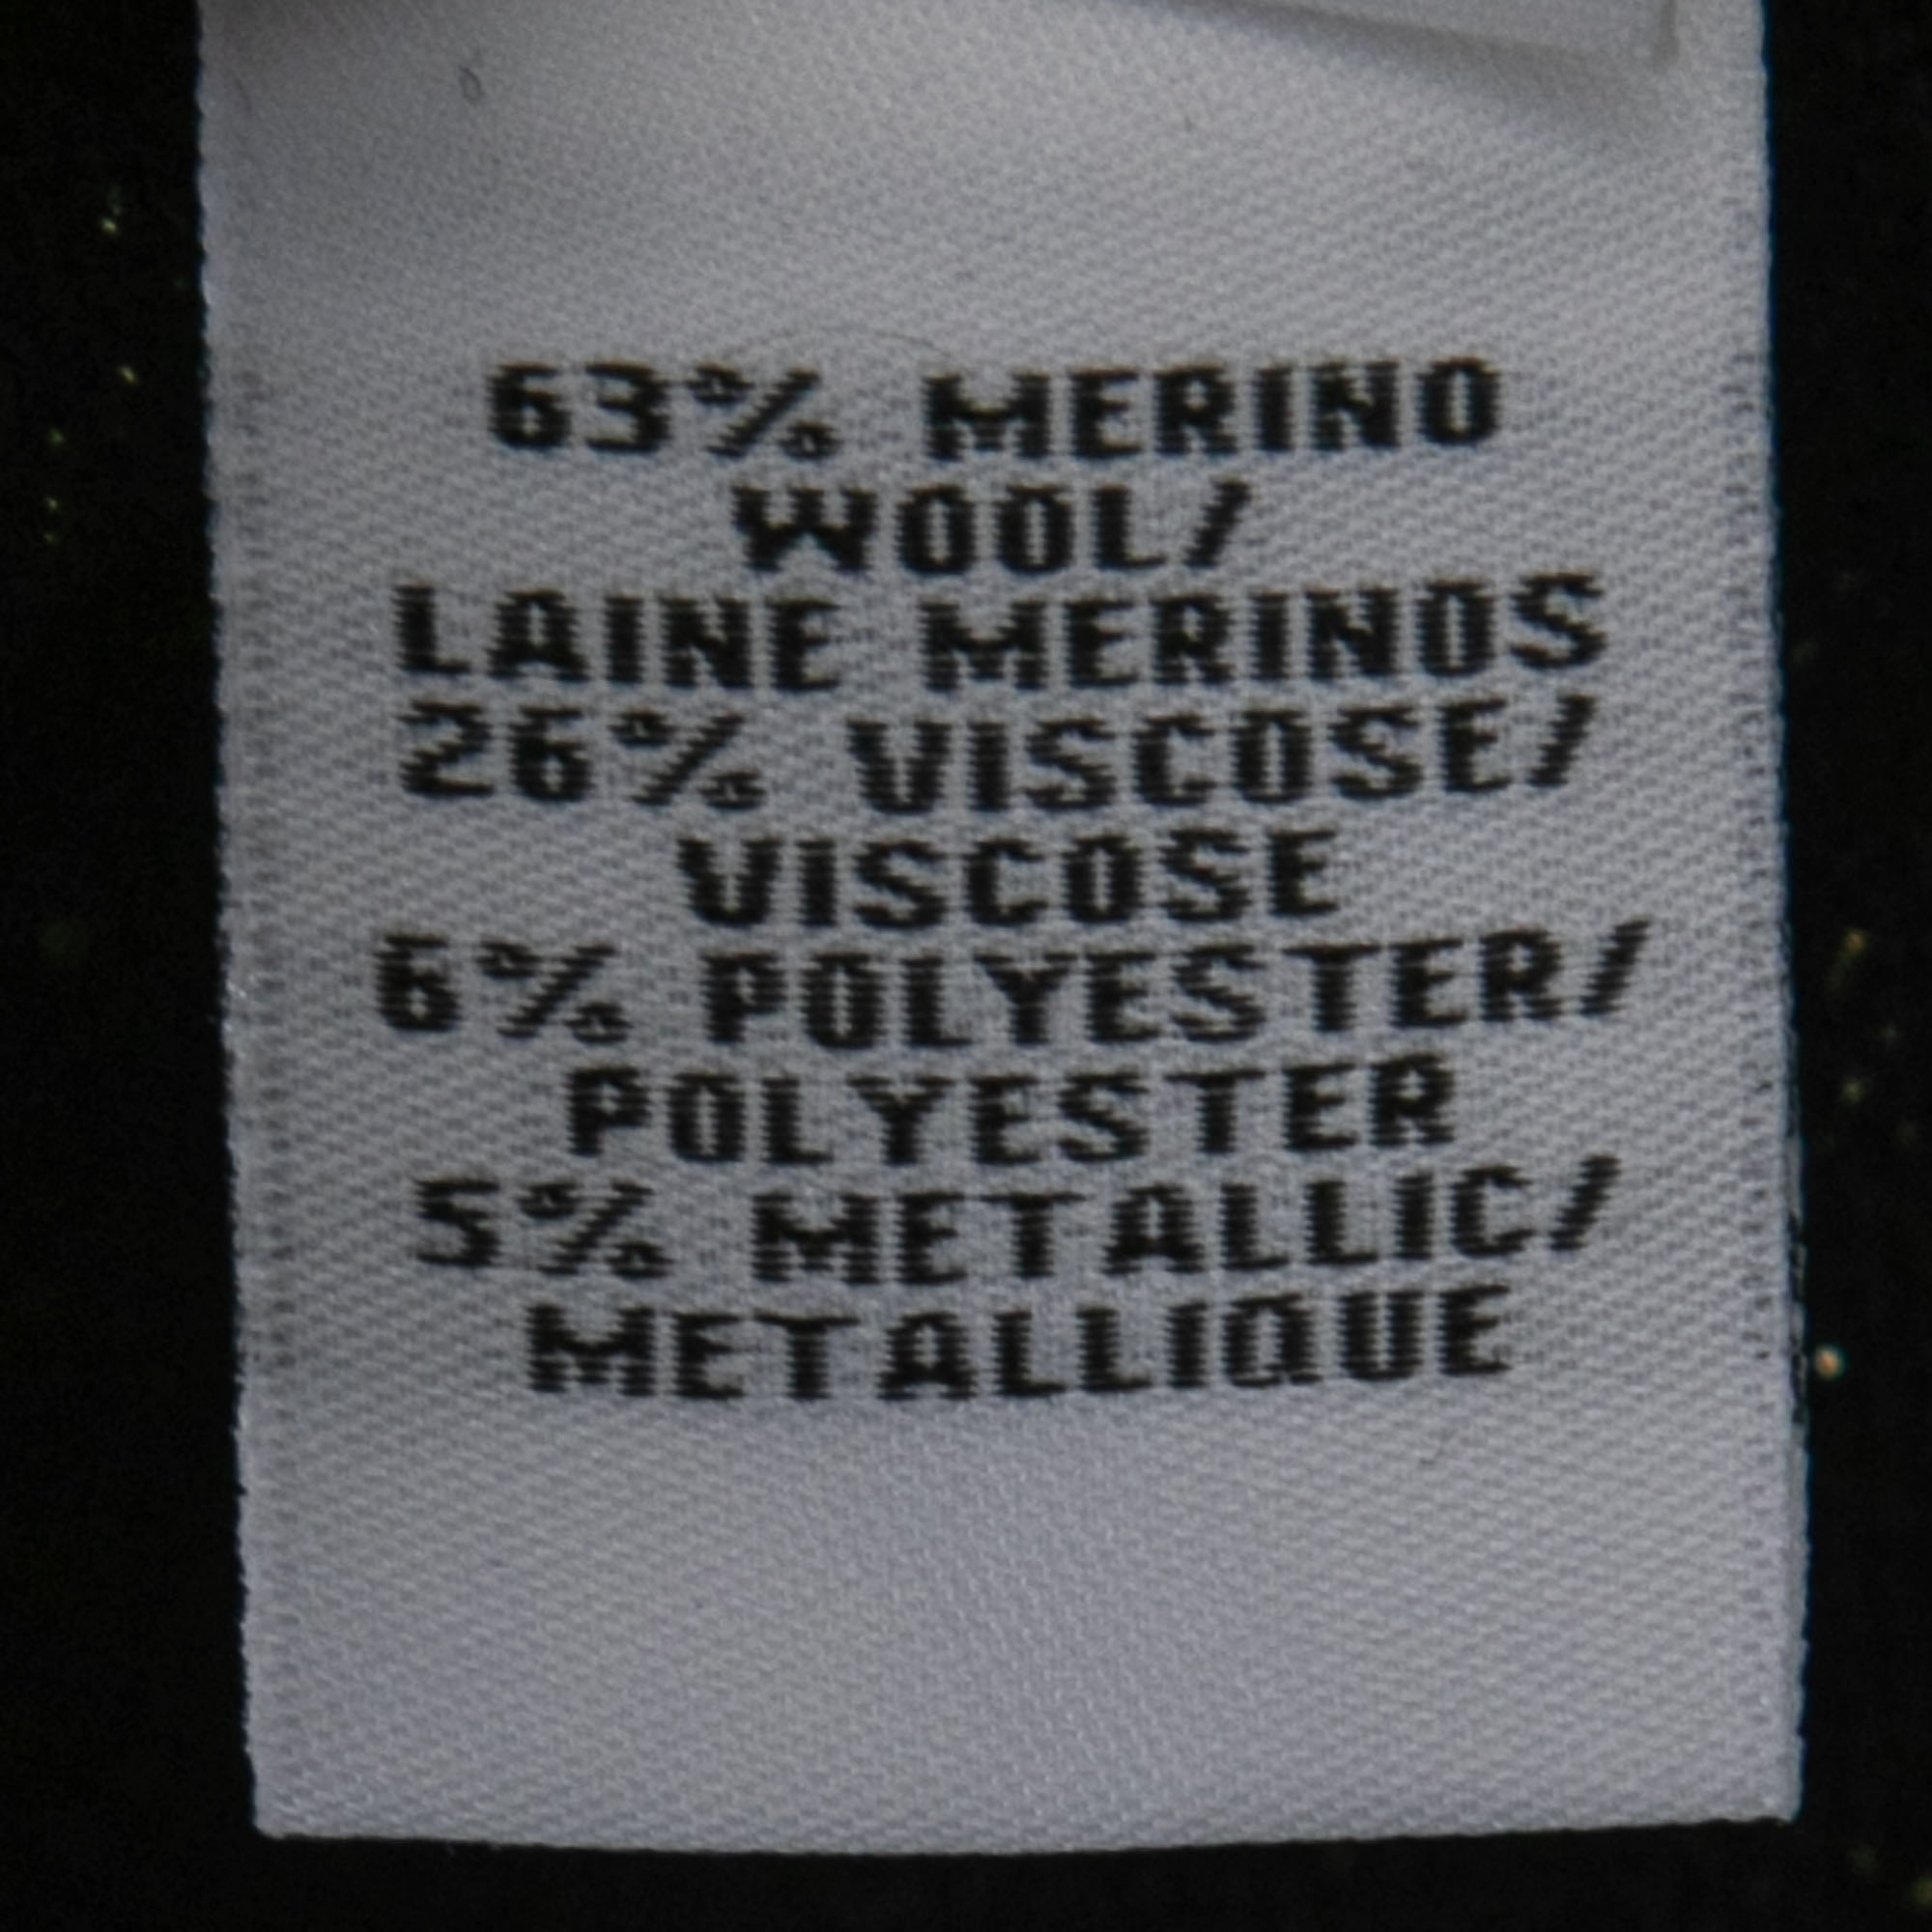 63% MERINO
WOOL/
LAINE MERINOS
26% VISCOSE/
VISCOSE
6% POLYESTER/
POLYESTER
5% METALLIC/
METALLIQUE